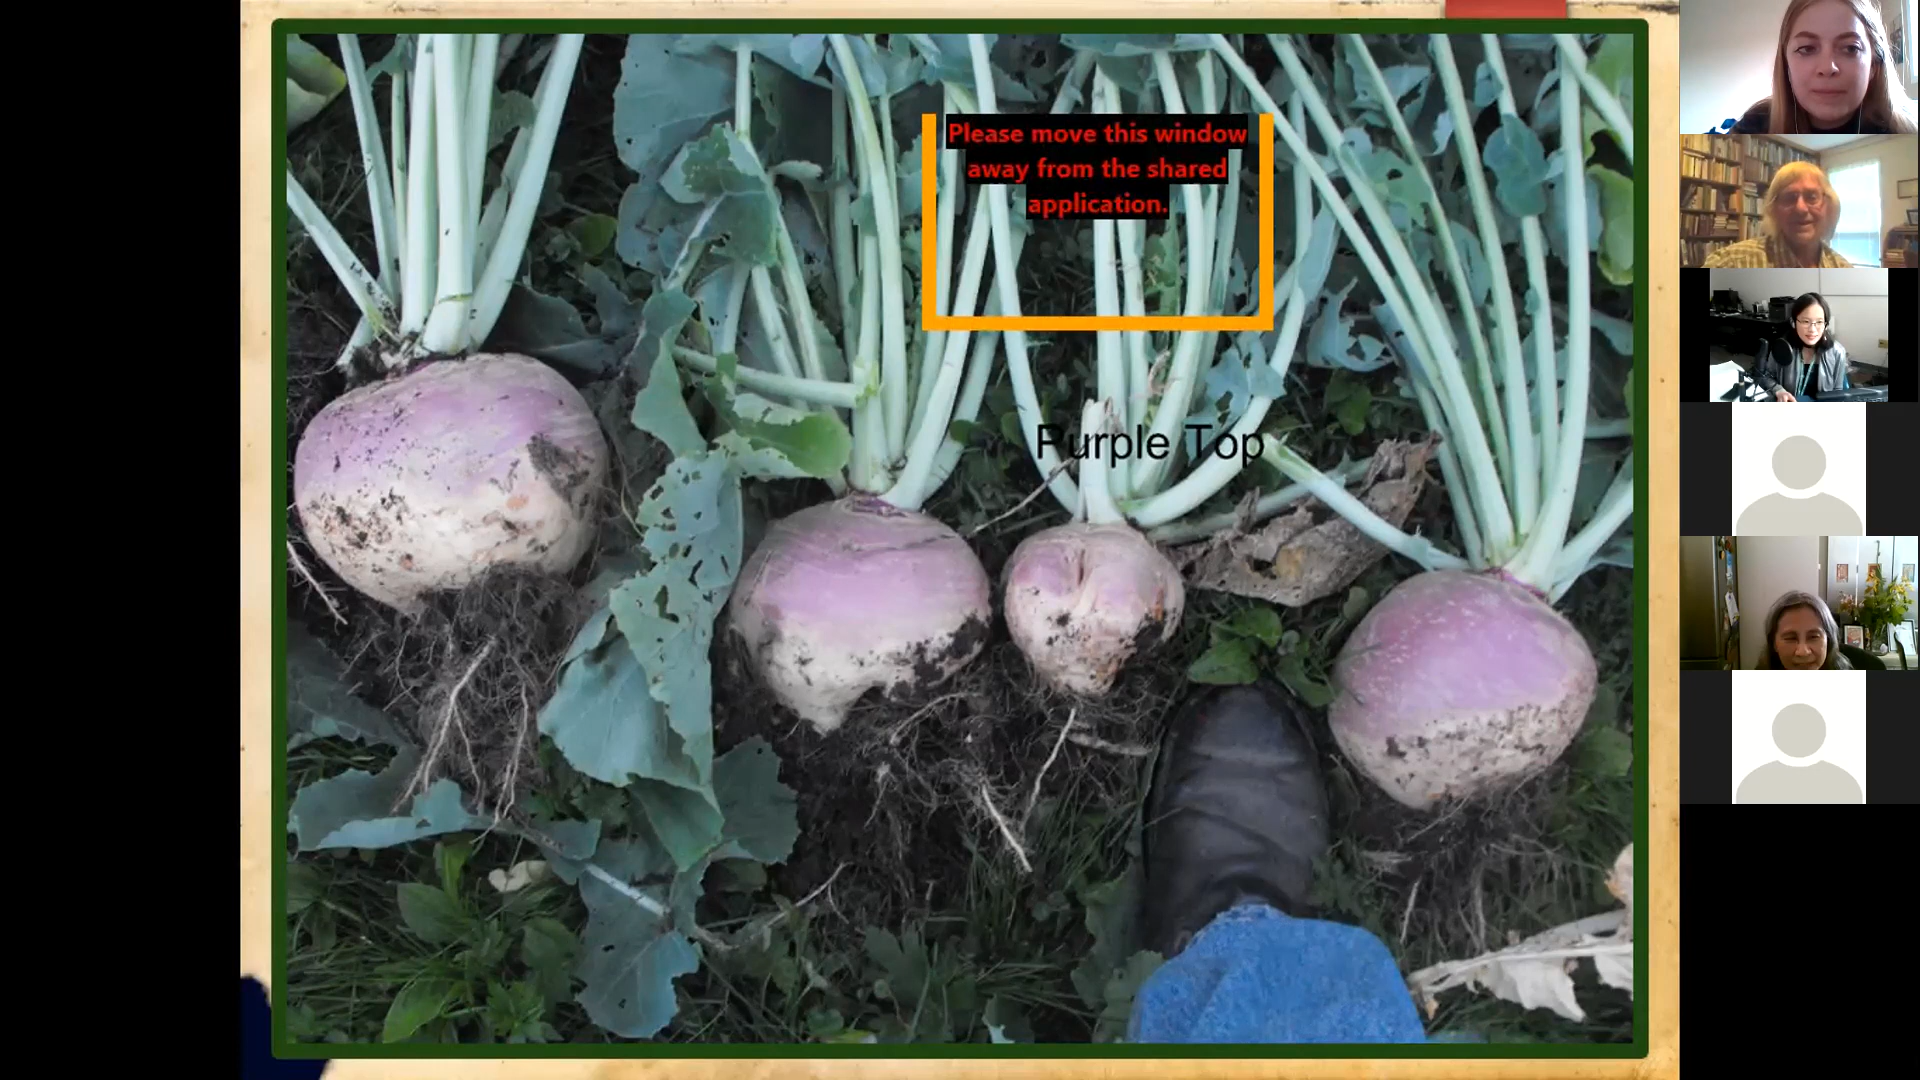 Please move this window
away from the shared
application.
Purple Top